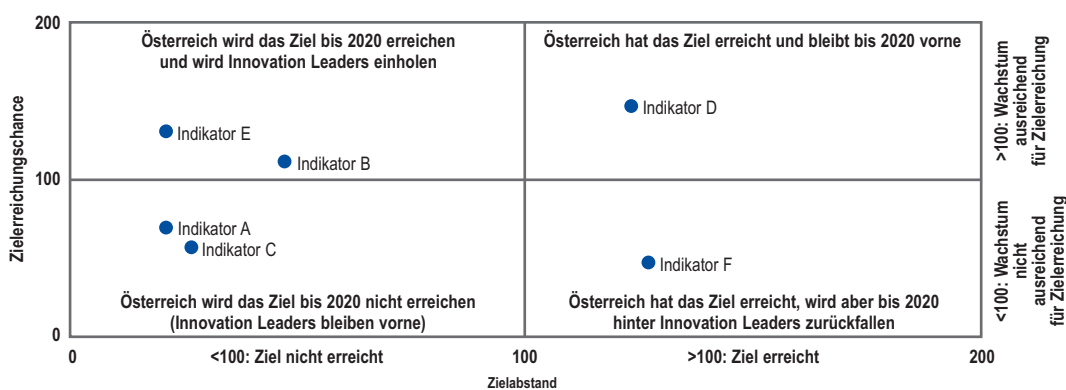 200
Österreich wird das Ziel bis 2020 erreichen
und wird Innovation Leaders einholen
Österreich hat das Ziel erreicht und bleibt bis 2020 vorne
Indikator D
Indikator E
Indikator B
100
Indikator A
Indikator C
Indikator F
Österreich wird das Ziel bis 2020 nicht erreichen
(Innovation Leaders bleiben vorne)
Österreich hat das Ziel erreicht, wird aber bis 2020
hinter Innovation Leaders zurückfallen
0
Zielerreichungschance
>100: Wachstum
ausreichend
für Zielerreichung
<100: Wachstum
nicht
ausreichend
für Zielerreichung
0
<100: Ziel nicht erreicht
100
>100: Ziel erreicht
200
Zielabstand